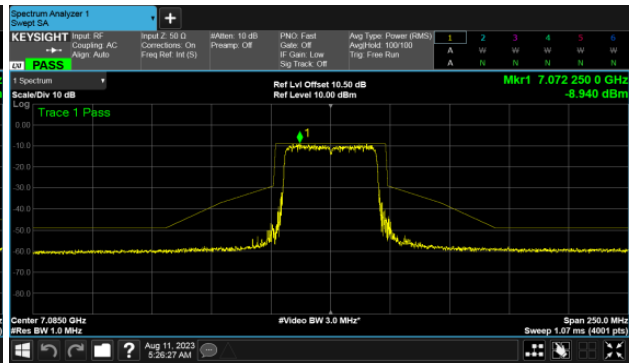 Spectrum Analyzer 1
Swept SA
+
KEYSIGHT Input: RF Input Z: 50 Ω #Atten: 10 dB PNO: Fast Avg Type: Power (RMS) 1 2 3 4 5 6
Coupling: AC Corrections: On Preamp: Off Gate: Off Avg|Hold: 100/100 A W W W W W
Align: Auto Freq Ref: Int (S) IF Gain: Low Trig: Free Run
Sig Track: Off A N N N N N
EXT PASS
1 Spectrum Ref Lvl Offset 10.50 dB Mkr1 7.072 250 0 GHz
Scale/Div 10 dB Ref Level 10.00 dBm -8.940 dBm
Log
Trace 1 Pass
0.00
1
-10.0
-20.0
-30.0
-40.0
-50.0
-60.0
-70.0
-80.0
Center 7.0850 GHz #Video BW 3.0 MHz* Span 250.0 MHz
#Res BW 1.0 MHz Sweep 1.07 ms (4001 pts)
? Aug 11, 2023
5:26:27 AM